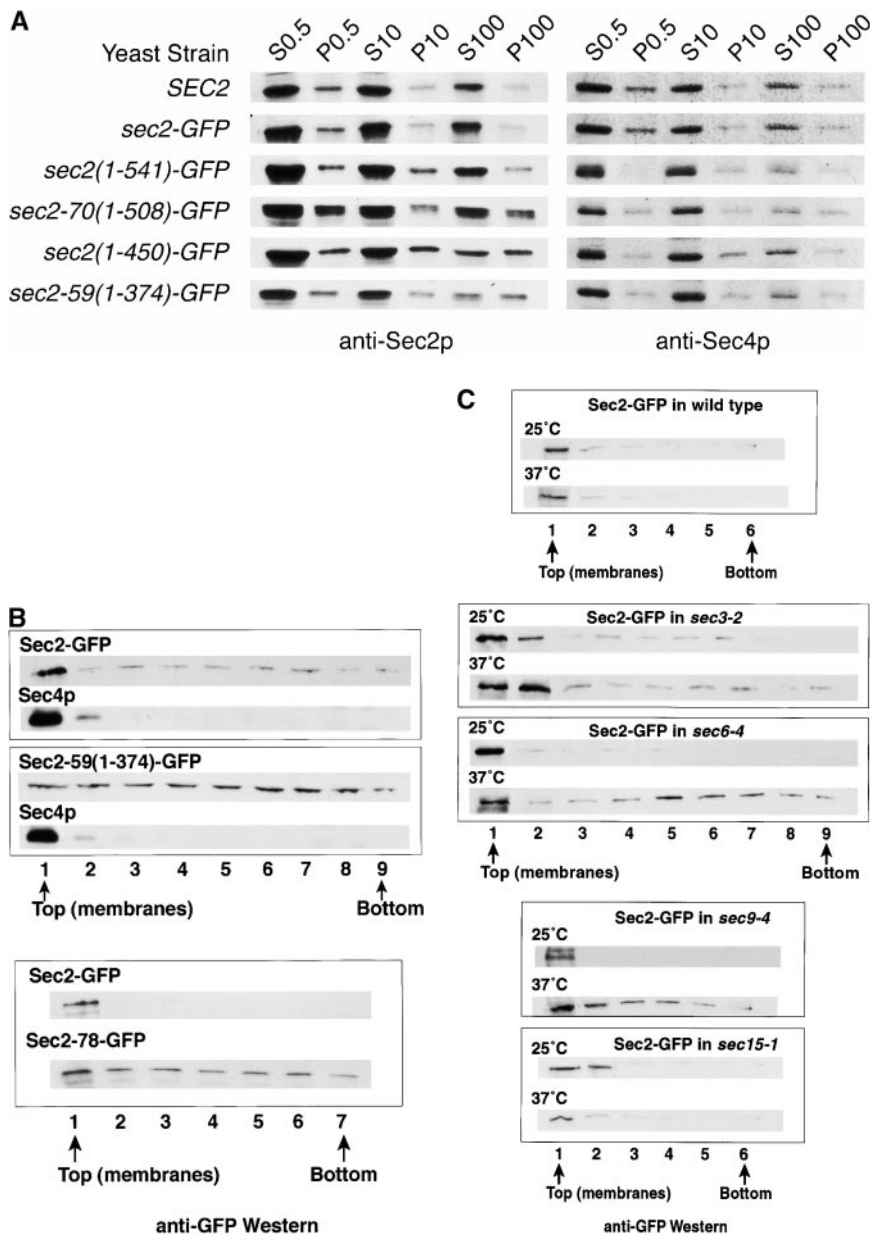 A
Yeast Strain
S0.5 P0.5 S10 P10 S100 P100 S0.5 P0.5 S10 P10 S100 P100
SEC2
sec2-GFP
sec2(1-541)-GFP
sec2-70(1-508)-GFP
sec2(1-450)-GFP
sec2-59(1-374)-GFP
anti-Sec2p anti-Sec4p
B
Sec2-GFP
Sec4p
Sec2-59(1-374)-GFP
Sec4p
1 2 3 4 5 6 7 8 9
Top (membranes) Bottom
Sec2-GFP
Sec2-78-GFP
1 2 3 4 5 6 7
Top (membranes) Bottom
anti-GFP Western
C
Sec2-GFP in wild type
25˚C
37˚C
1 2 3 4 5 6
Top (membranes) Bottom
25˚C Sec2-GFP in sec3-2
37˚C
25˚C Sec2-GFP in sec6-4
37˚C
1 2 3 4 5 6 7 8 9
Top (membranes) Bottom
Sec2-GFP in sec9-4
25˚C
37˚C
25˚C Sec2-GFP in sec15-1
37˚C
1 2 3 4 5 6
Top (membranes) Bottom
anti-GFP Western